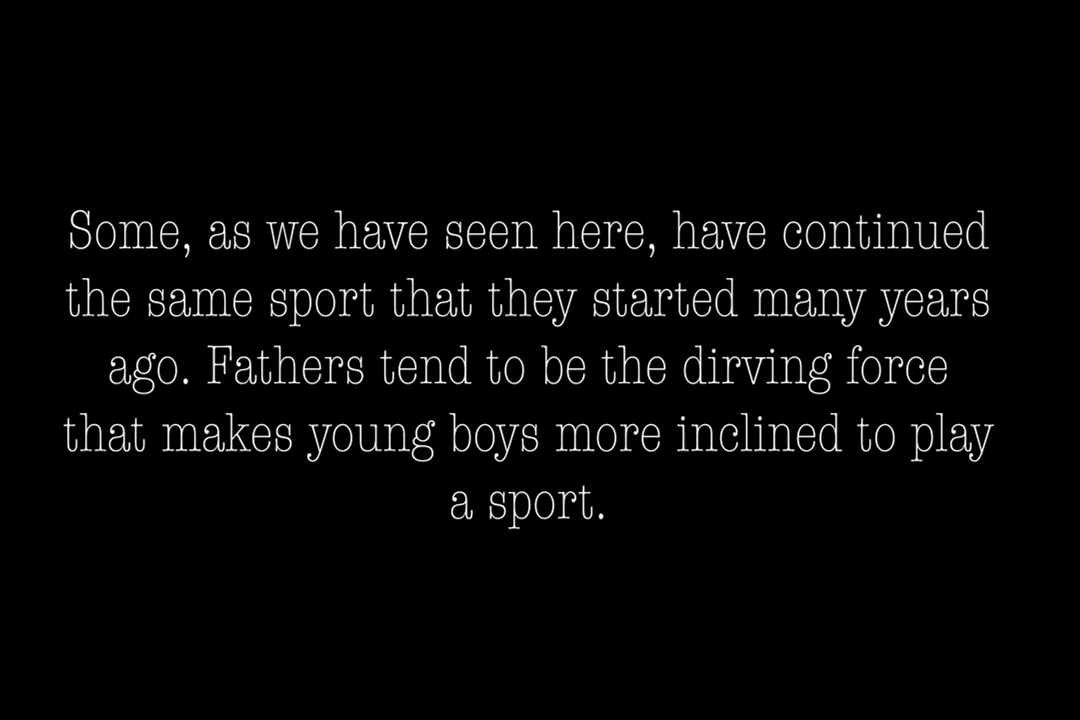 Some, as we have seen here, have continued
the same sport that they started many years
ago. Fathers tend to be the dirving force
that makes young boys more inclined to play
a sport.